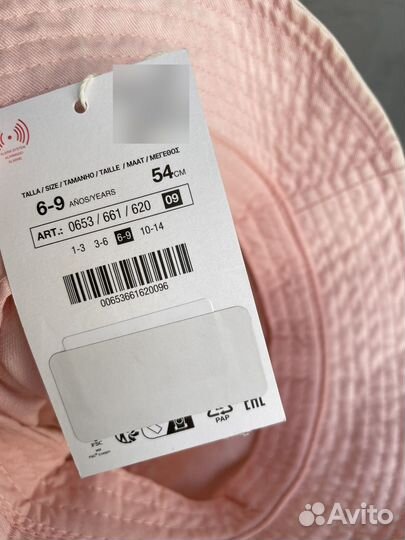 TALLA / SIZE / TAMANHO / TAILLE / MAAT / ΜΕΓΕΘΟΣ
6-9 AÑOS/YEARS 54CM
ART.: 0653 / 661 / 620 09
1-3 3-6 6-9 10-14
00653661620096
FSC
PAP
EAC
Avito